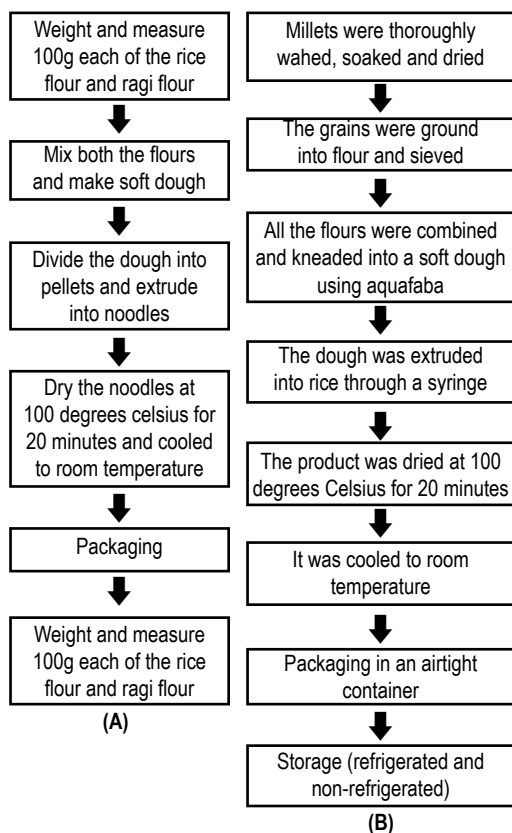 Weight and measure
100g each of the rice
flour and ragi flour
Mix both the flours
and make soft dough
Divide the dough into
pellets and extrude
into noodles
Dry the noodles at
100 degrees celsius for
20 minutes and cooled
to room temperature
Packaging
Weight and measure
100g each of the rice
flour and ragi flour
(A)
Millets were thoroughly
wahed, soaked and dried
The grains were ground
into flour and sieved
All the flours were combined
and kneaded into a soft dough
using aquafaba
The dough was extruded
into rice through a syringe
The product was dried at 100
degrees Celsius for 20 minutes
It was cooled to room
temperature
Packaging in an airtight
container
Storage (refrigerated and
non-refrigerated)
(B)